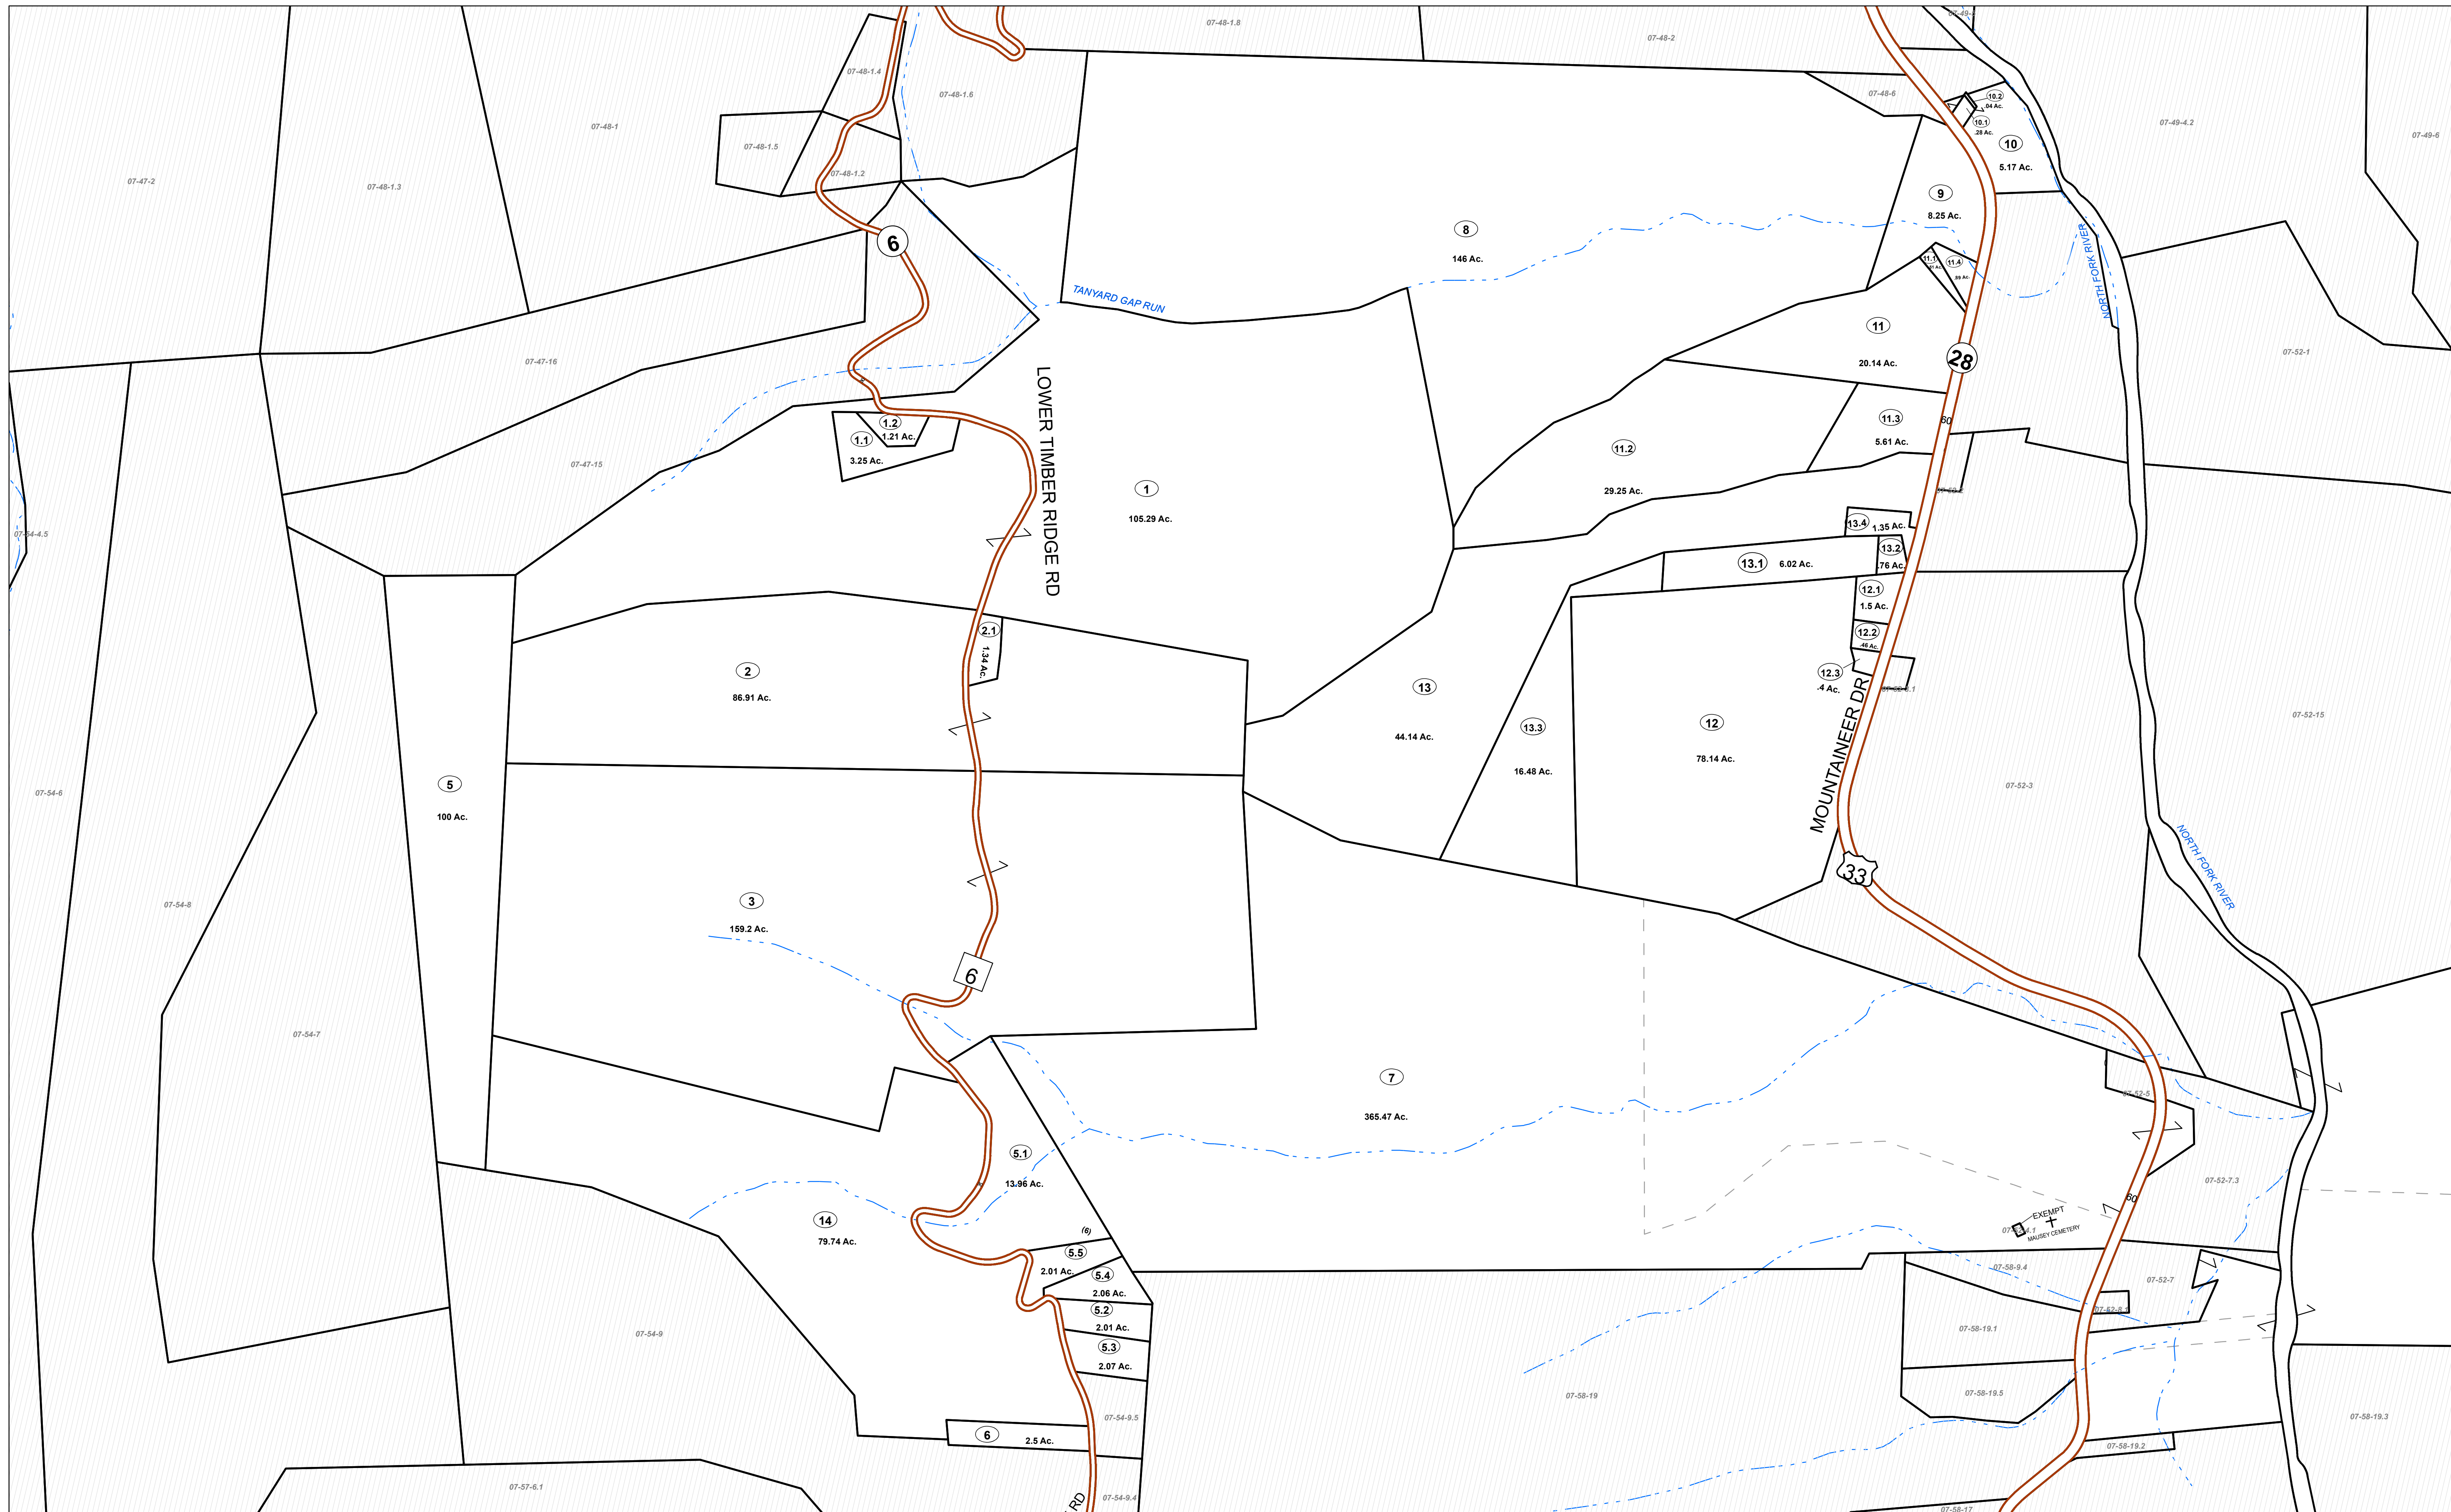 07-48-1.8
07-48-2
07-48-1.4
07-48-1.6
07-48-6
07-49-4.2
07-49-6
07-48-1
07-48-1.5
07-48-1.2
07-48-1.3
07-47-2
10.2
.04 Ac.
10.1
.28 Ac.
10
5.17 Ac.
9
8.25 Ac.
8
146 Ac.
6
NORTH FORK RIVER
11.1
11.4
TANYARD GAP RUN
11
20.14 Ac.
28
07-52-1
07-47-16
LOWER TIMBER RIDGE RD
1.2
1.21 Ac.
1.1
3.25 Ac.
11.3
60
5.61 Ac.
11.2
29.25 Ac.
07-47-15
1
105.29 Ac.
07-52-2
07-54-4.5
13.4
1.35 Ac.
13.2
.76 Ac.
13.1
6.02 Ac.
12.1
1.5 Ac.
12.2
.46 Ac.
12.3
.4 Ac.
2.1
1.34 Ac.
2
86.91 Ac.
13
44.14 Ac.
13.3
16.48 Ac.
12
78.14 Ac.
MOUNTAINEER DR
07-52-15
07-52-3
07-54-6
5
100 Ac.
33
NORTH FORK RIVER
3
159.2 Ac.
07-54-8
6
07-54-7
7
365.47 Ac.
07-52-5
5.1
13.96 Ac.
07-52-7.3
60
14
79.74 Ac.
(6)
EXEMPT
MAUSEY CEMETERY
5.5
2.01 Ac.
5.4
2.06 Ac.
07-58-9.4
07-52-7
5.2
2.01 Ac.
07-54-9
07-58-19.1
5.3
2.07 Ac.
07-58-19
07-58-19.5
07-54-9.5
07-58-19.3
6
2.5 Ac.
07-58-19.2
07-57-6.1
07-54-9.4
RD
07-58-17